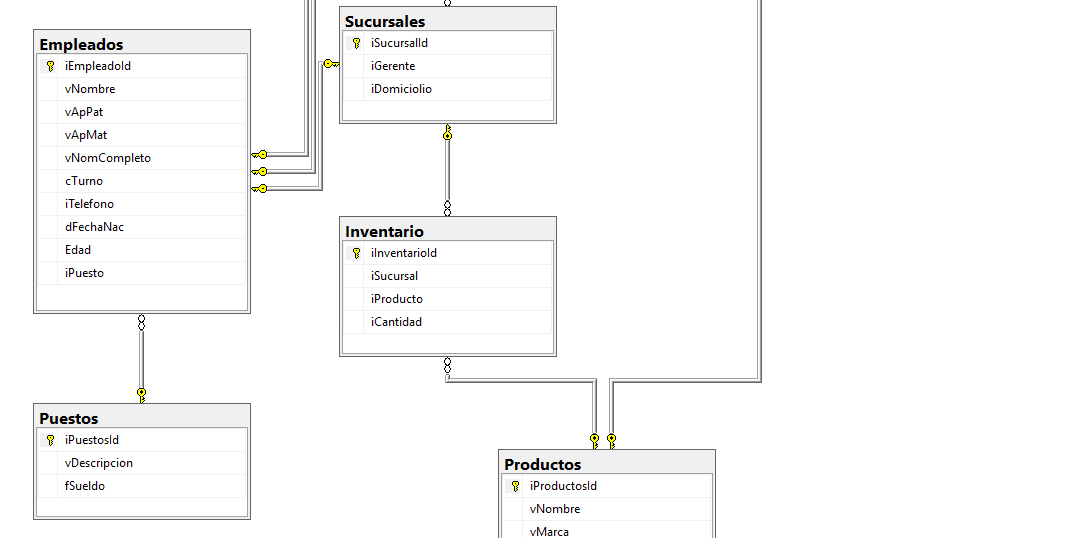 Empleados
iEmpleadoId
vNombre
vApPat
vApMat
vNomCompleto
cTurno
iTelefono
dFechaNac
Edad
iPuesto
Puestos
iPuestosId
vDescripcion
fSueldo
Sucursales
iSucursalId
iGerente
iDomiciolio
Inventario
iInventarioId
iSucursal
iProducto
iCantidad
Productos
iProductosId
vNombre
vMarca